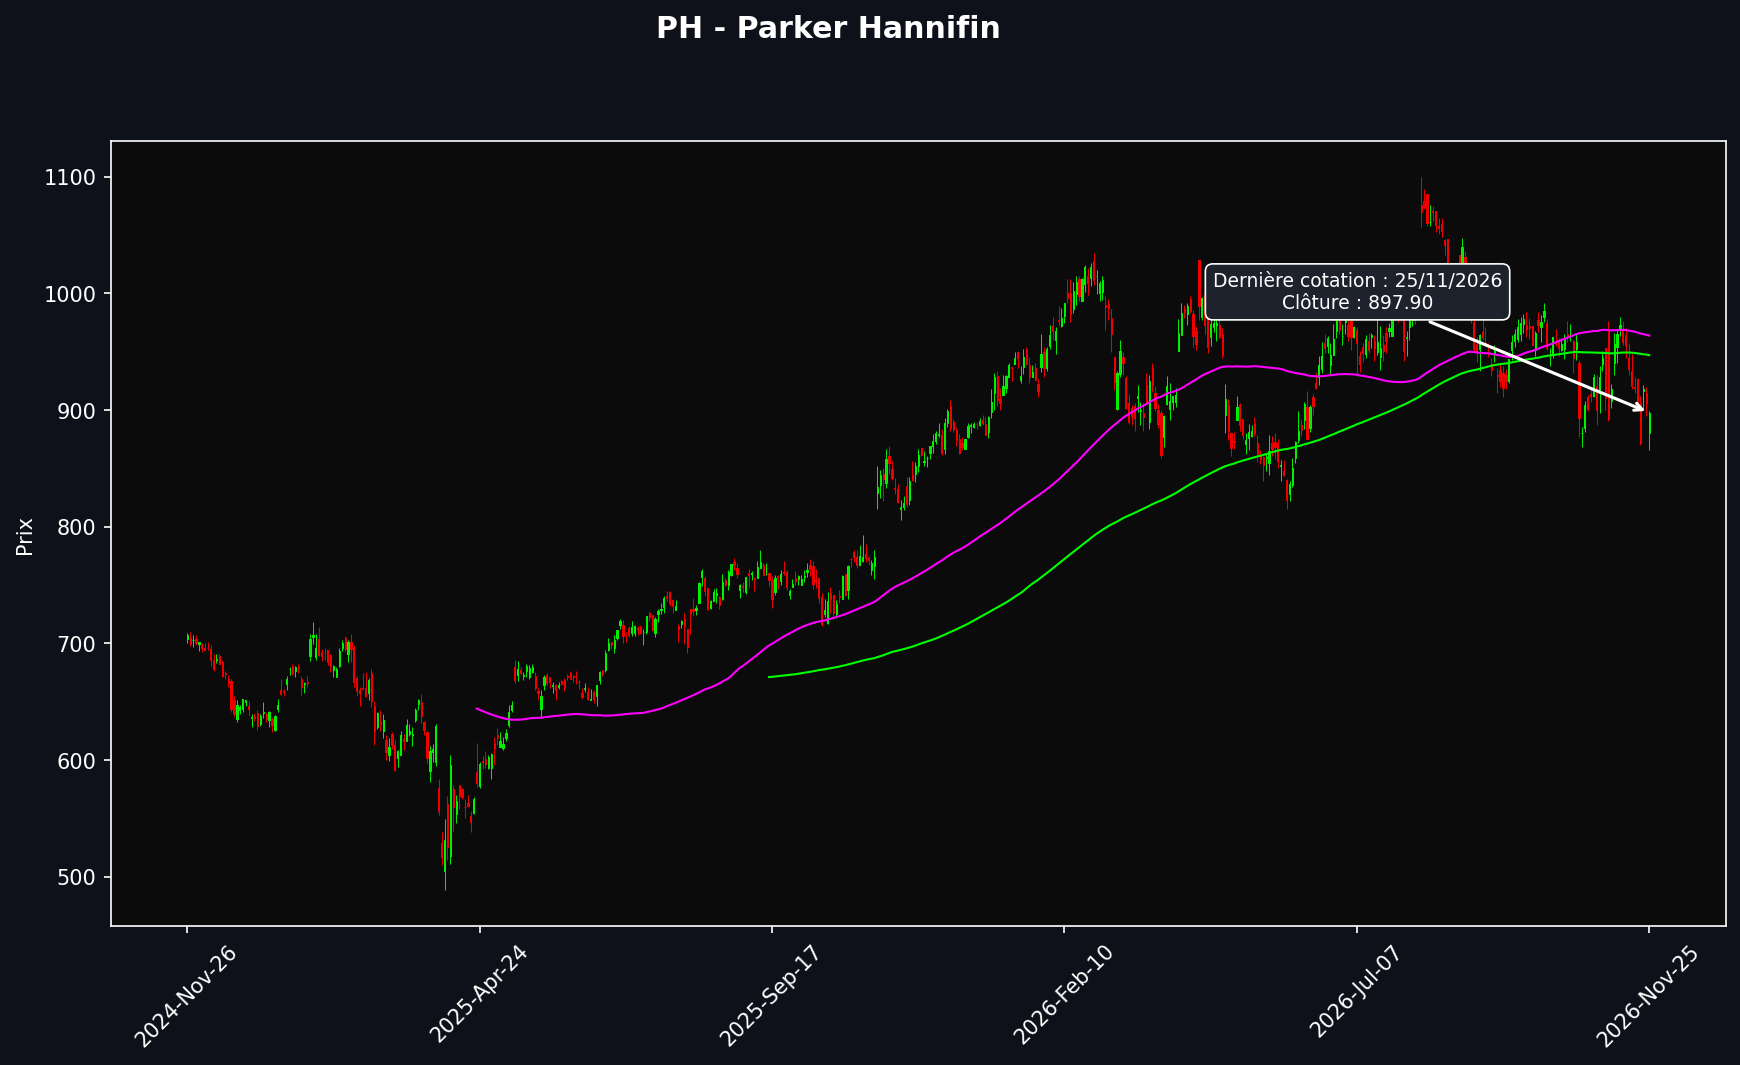 PH - Parker Hannifin
1100
1000
900
800
700
600
500
Prix
Dernière cotation : 25/11/2026
Clôture : 897.90
2024-Nov-26
2025-Apr-24
2025-Sep-17
2026-Feb-10
2026-Jul-07
2026-Nov-25